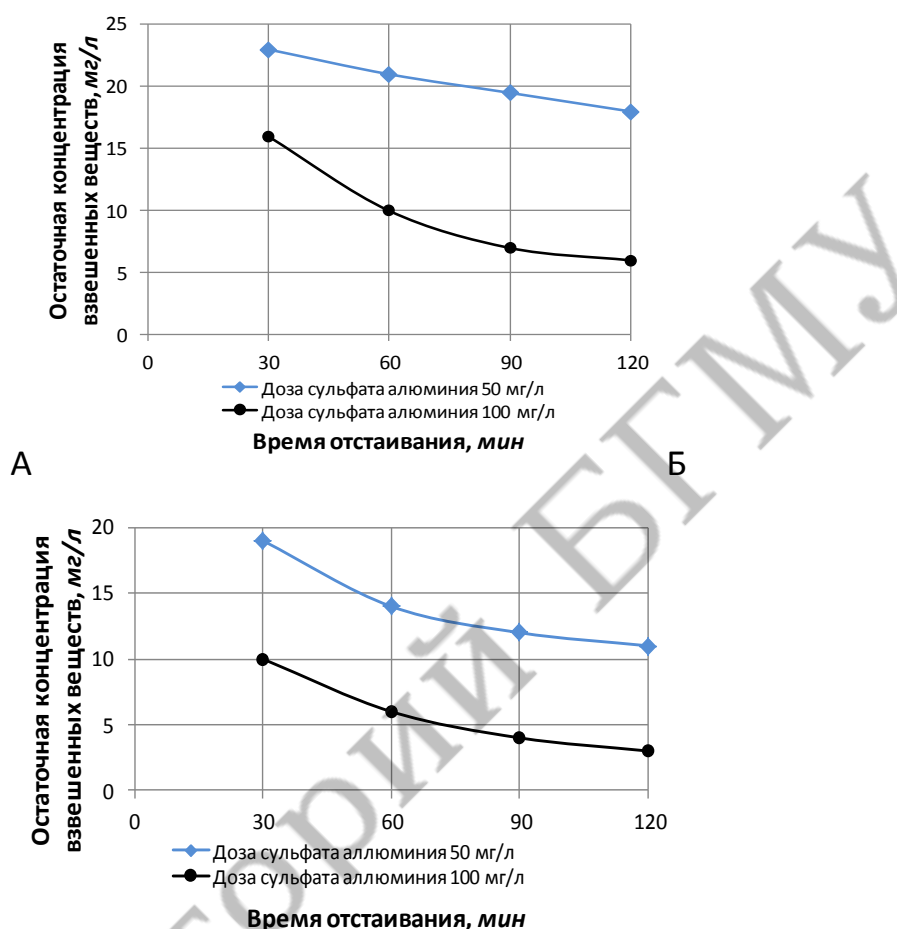 Остаточная концентрация
взвешенных веществ, мг/л
25
20
15
10
5
0
0 30 60 90 120
Доза сульфата алюминия 50 мг/л
Доза сульфата алюминия 100 мг/л
Время отстаивания, мин
А Б
Остаточная концентрация
взвешенных веществ, мг/л
20
15
10
5
0
0 30 60 90 120
Доза сульфата аллюминия 50 мг/л
Доза сульфата аллюминия 100 мг/л
Время отстаивания, мин
торий БГМУ